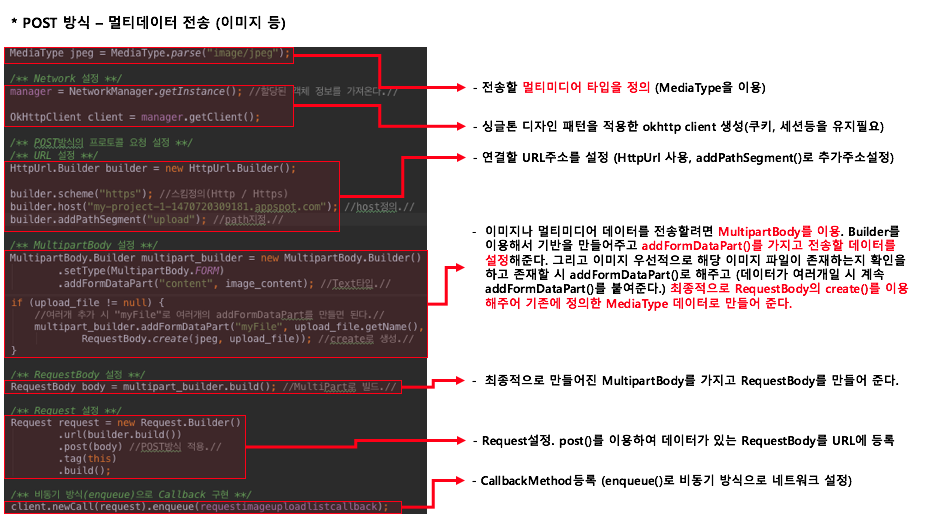 * POST 방식 – 멀티데이터 전송 (이미지 등)
MediaType jpeg = MediaType.parse("image/jpeg");
/** Network 설정 **/
manager = NetworkManager.getInstance(); //할당된 객체 정보를 가져온다.//
OkHttpClient client = manager.getClient();
/** POST방식의 프로토콜 요청 설정 **/
/** URL 설정 **/
HttpUrl.Builder builder = new HttpUrl.Builder();
builder.scheme("https"); //스킴정의(Http / Https)
builder.host("my-project-1-1470720309181.appspot.com"); //host정의.//
builder.addPathSegment("upload"); //path지정.//
/** MultipartBody 설정 **/
MultipartBody.Builder multipart_builder = new MultipartBody.Builder()
.setType(MultipartBody.FORM)
.addFormDataPart("content", image_content); //Text타입.//
if (upload_file != null) {
//여러개 추가 시 "myFile"로 여러개의 addFormDataPart를 만들면 된다.//
multipart_builder.addFormDataPart("myFile", upload_file.getName(),
RequestBody.create(jpeg, upload_file)); //create로 생성.//
}
/** RequestBody 설정 **/
RequestBody body = multipart_builder.build(); //MultiPart로 빌드.//
/** Request 설정 **/
Request request = new Request.Builder()
.url(builder.build())
.post(body) //POST방식 적용.//
.tag(this)
.build();
/** 비동기 방식(enqueue)으로 Callback 구현 **/
client.newCall(request).enqueue(requestimageuploadlistcallback);
- 전송할 멀티미디어 타입을 정의 (MediaType을 이용)
- 싱글톤 디자인 패턴을 적용한 okhttp client 생성(쿠키, 세션등을 유지필요)
- 연결할 URL주소를 설정 (HttpUrl 사용, addPathSegment()로 추가주소설정)
- 이미지나 멀티미디어 데이터를 전송할려면 MultipartBody를 이용. Builder를
이용해서 기반을 만들어주고 addFormDataPart()를 가지고 전송할 데이터를
설정해준다. 그리고 이미지 우선적으로 해당 이미지 파일이 존재하는지 확인을
하고 존재할 시 addFormDataPart()로 해주고 (데이터가 여러개일 시 계속
addFormDataPart()를 붙여준다.) 최종적으로 RequestBody의 create()를 이용
해주어 기존에 정의한 MediaType 데이터로 만들어 준다.
- 최종적으로 만들어진 MultipartBody를 가지고 RequestBody를 만들어 준다.
- Request설정. post()를 이용하여 데이터가 있는 RequestBody를 URL에 등록
- CallbackMethod등록 (enqueue()로 비동기 방식으로 네트워크 설정)